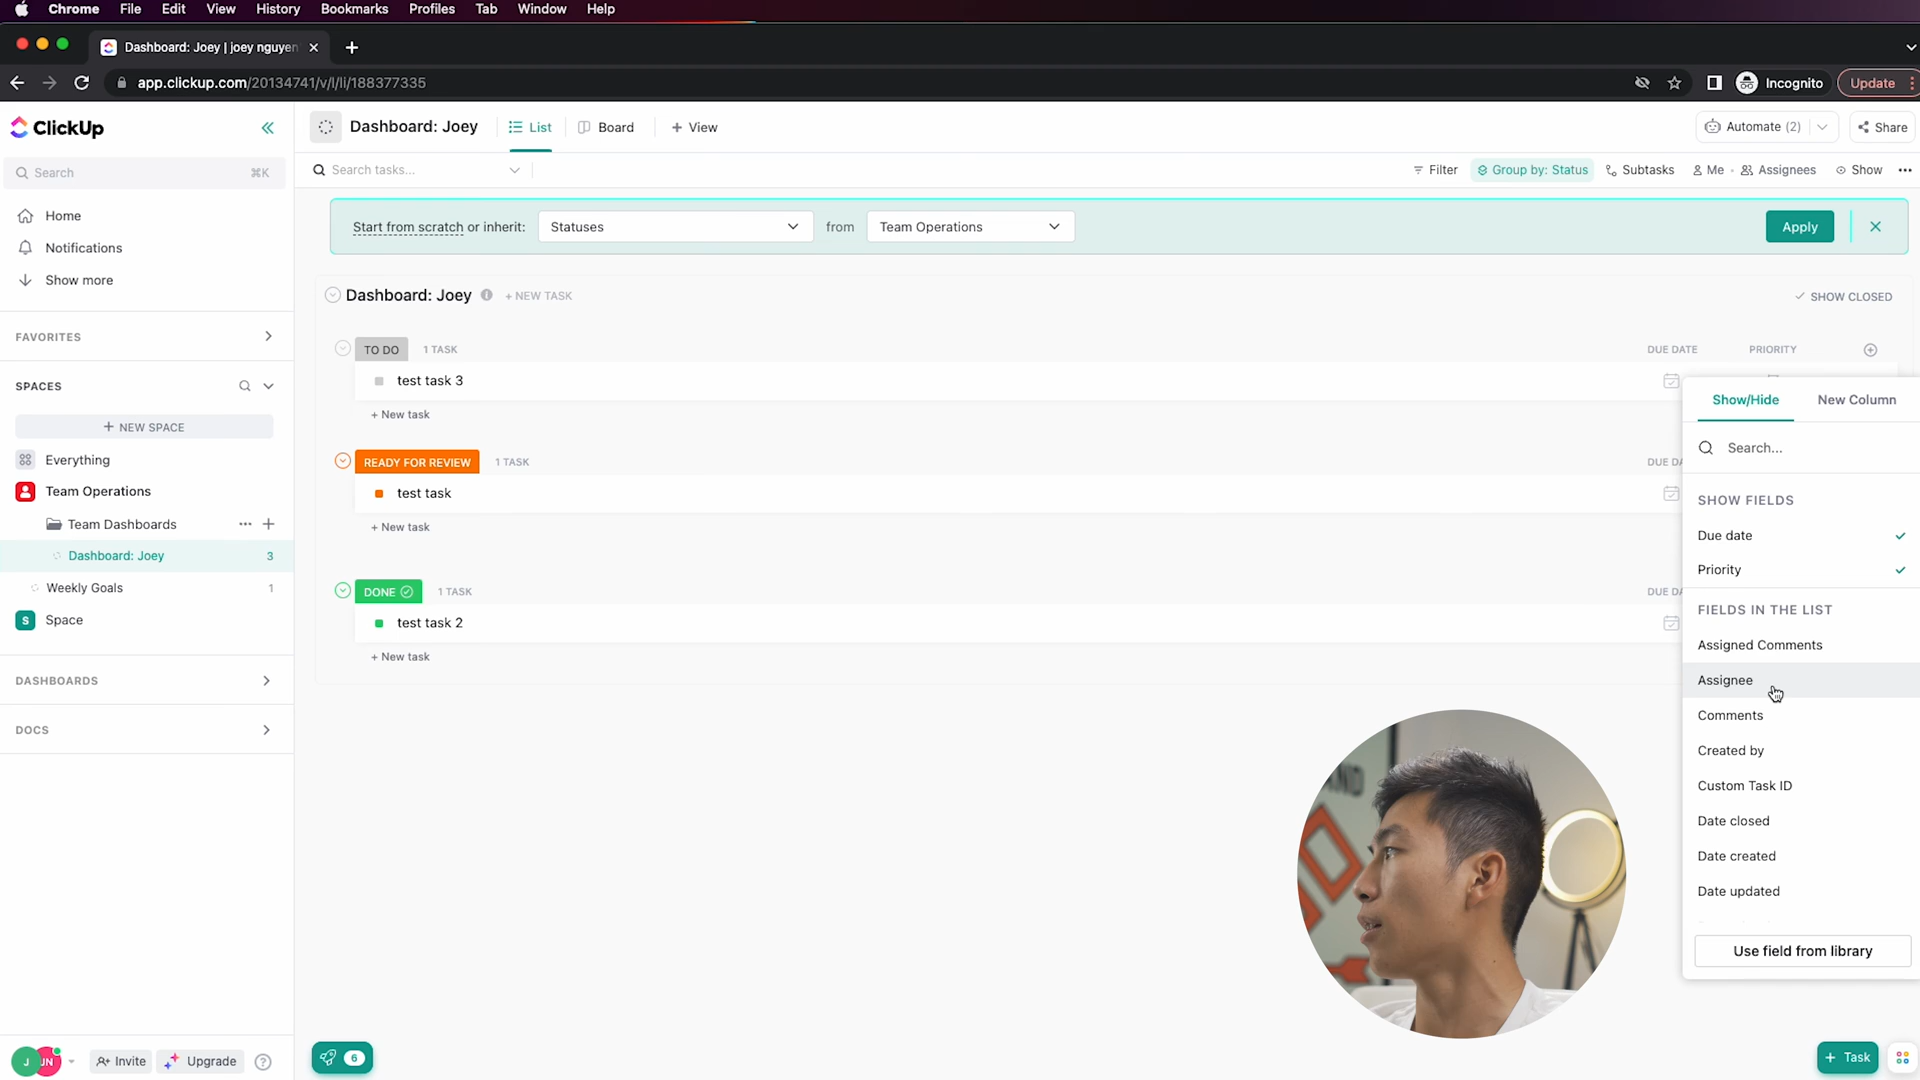 Chrome File Edit View History Bookmarks Profiles Tab Window Help
Dashboard: Joey | joey nguyen
app.clickup.com/20134741/v/l/li/188377335
Incognito
Update
ClickUp
Dashboard: Joey
List
Board
+ View
Automate (2)
Share
Search ⌘K
Search tasks...
Filter
Group by: Status
Subtasks
Me
Assignees
Show
Home
Notifications
Show more
Start from scratch or inherit:
Statuses
from
Team Operations
Apply
FAVORITES
SPACES
+ NEW SPACE
Everything
Team Operations
Team Dashboards
Dashboard: Joey 3
Weekly Goals 1
S Space
DASHBOARDS
DOCS
Dashboard: Joey
+ NEW TASK
SHOW CLOSED
TO DO
1 TASK
DUE DATE
PRIORITY
test task 3
+ New task
READY FOR REVIEW
1 TASK
DUE DA
test task
+ New task
DONE
1 TASK
DUE DA
test task 2
+ New task
Show/Hide
New Column
Search...
SHOW FIELDS
Due date
Priority
FIELDS IN THE LIST
Assigned Comments
Assignee
Comments
Created by
Custom Task ID
Date closed
Date created
Date updated
Use field from library
J JN
Invite
Upgrade
?
6
+ Task